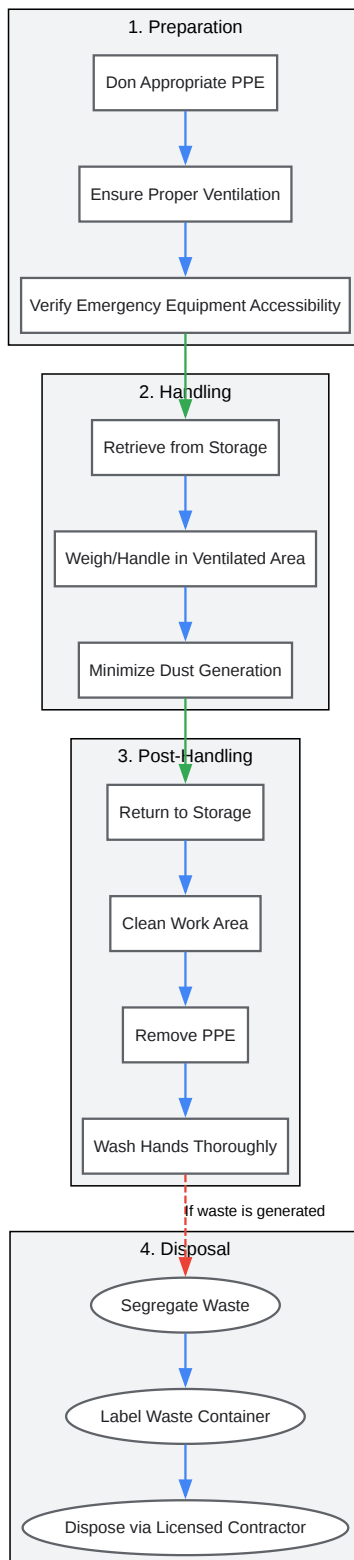 1. Preparation
Don Appropriate PPE
Ensure Proper Ventilation
Verify Emergency Equipment Accessibility
2. Handling
Retrieve from Storage
Weigh/Handle in Ventilated Area
Minimize Dust Generation
3. Post-Handling
Return to Storage
Clean Work Area
Remove PPE
Wash Hands Thoroughly
If waste is generated
4. Disposal
Segregate Waste
Label Waste Container
Dispose via Licensed Contractor